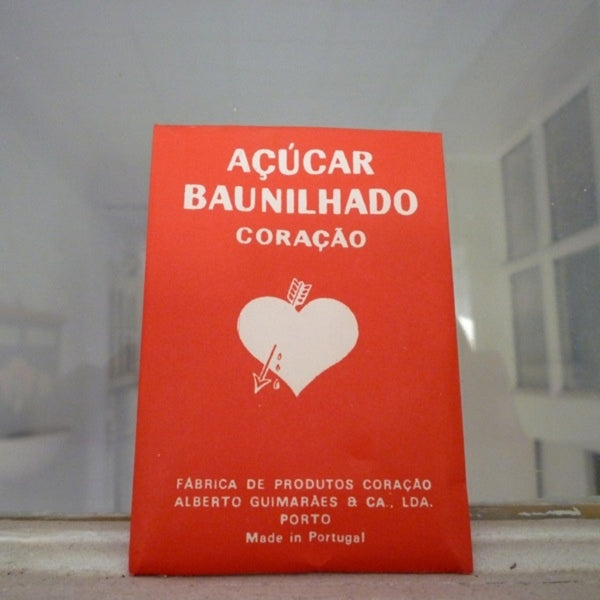 AÇÚCAR
BAUNILHADO
CORAÇÃO
FÁBRICA DE PRODUTOS CORAÇÃO
ALBERTO GUIMARÃES & CA., LDA.
PORTO
Made in Portugal